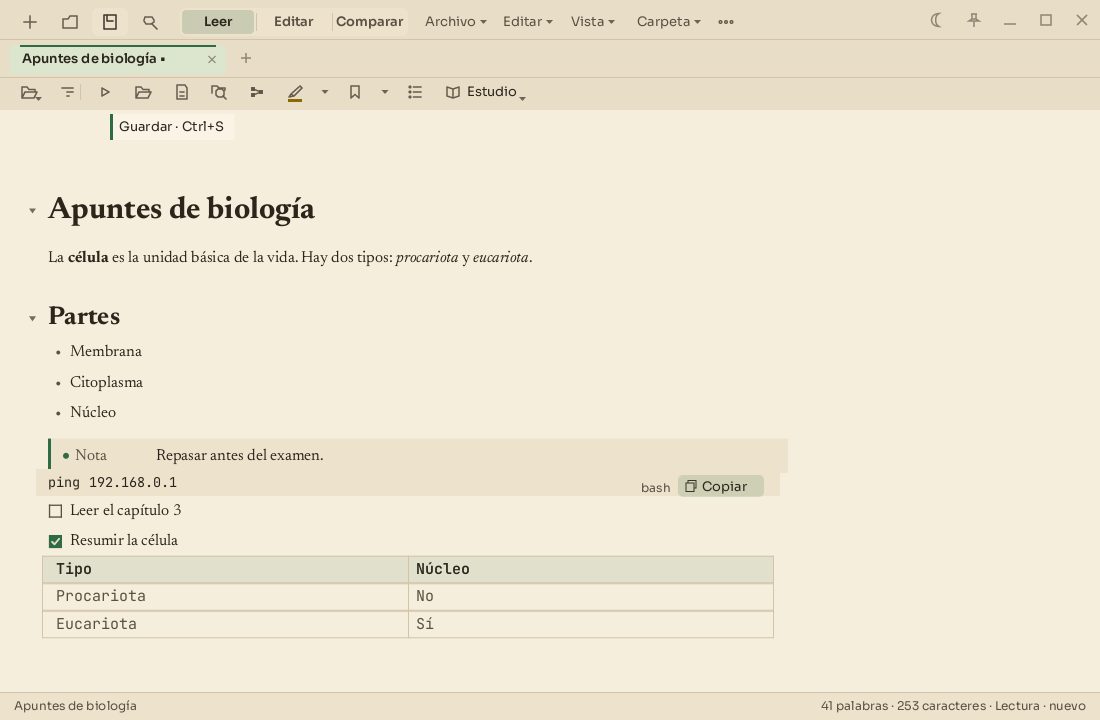 Leer Editar Comparar Archivo Editar Vista Carpeta
Apuntes de biología
Estudio
Guardar · Ctrl+S
Apuntes de biología
La célula es la unidad básica de la vida. Hay dos tipos: procariota y eucariota.
Partes
• Membrana
• Citoplasma
• Núcleo
Nota Repasar antes del examen.
ping 192.168.0.1
bash Copiar
Leer el capítulo 3
Resumir la célula
Tipo Núcleo
Procariota No
Eucariota Sí
Apuntes de biología 41 palabras · 253 caracteres · Lectura · nuevo